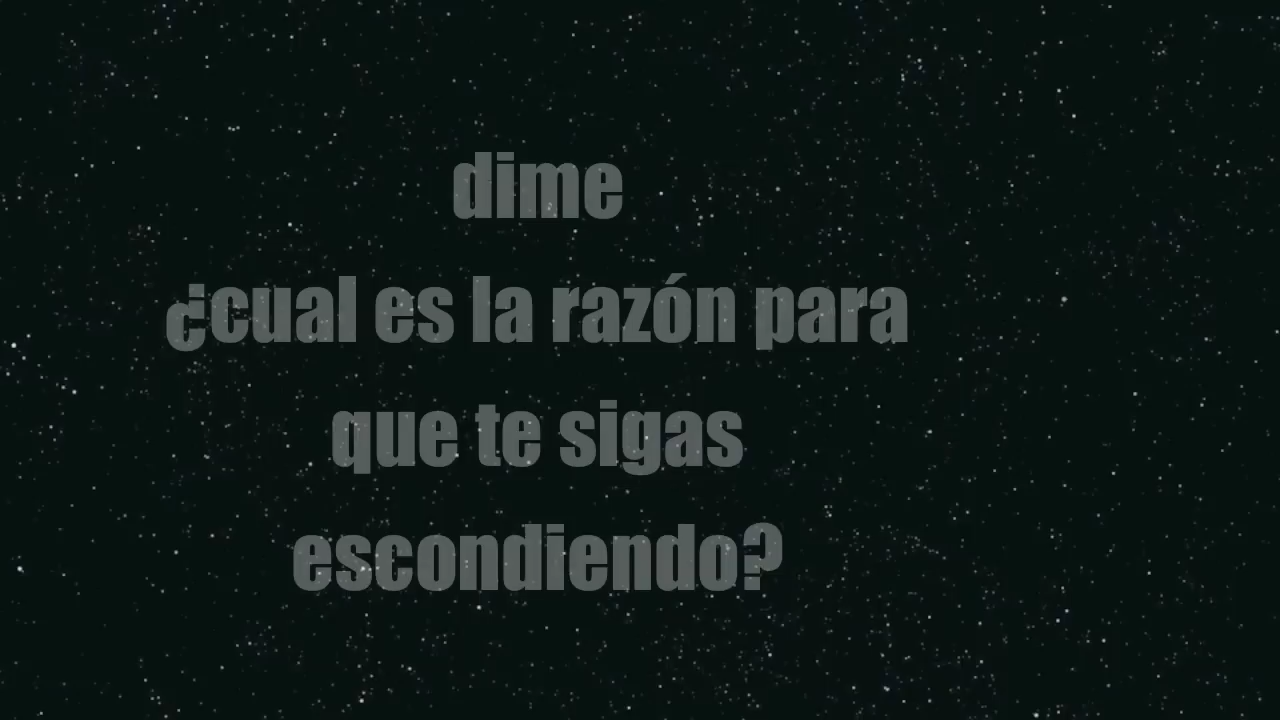 dime
¿cual es la razón para
que te sigas
escondiendo?